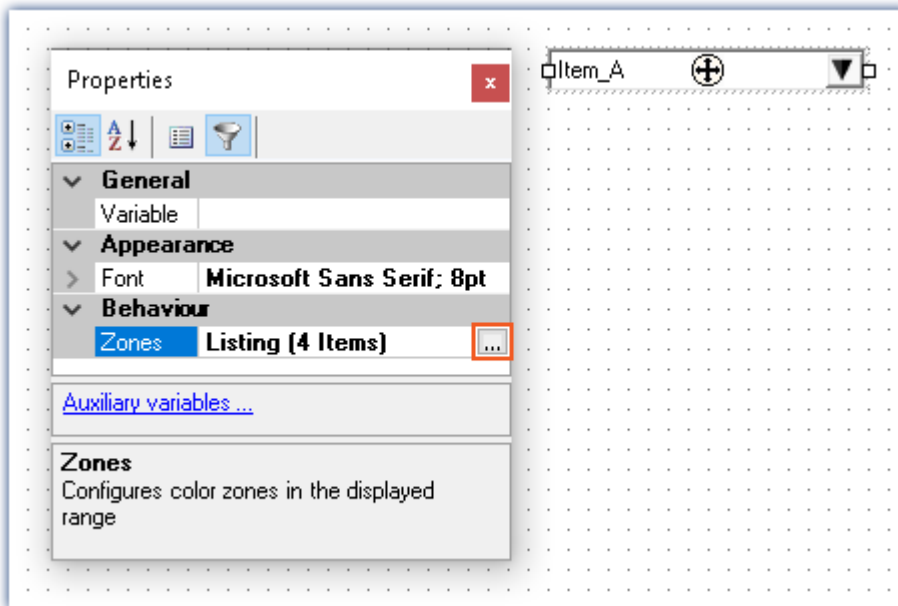 Properties
x
A
Z
General
Variable
Appearance
Font Microsoft Sans Serif; 8pt
Behaviour
Zones Listing (4 Items) ...
Auxiliary variables ...
Zones
Configures color zones in the displayed
range
Item_A